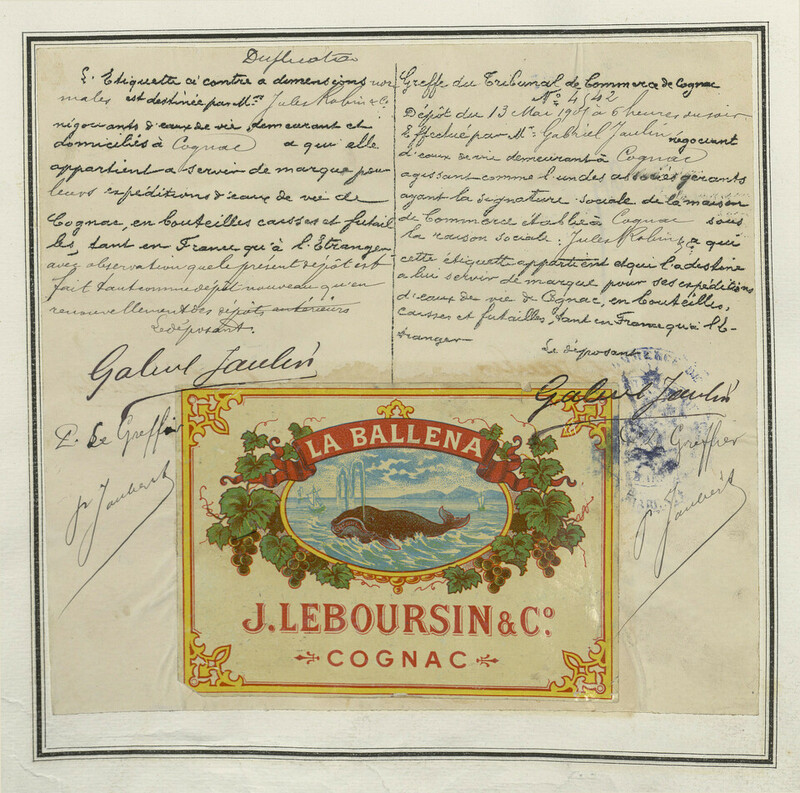 Duplicata
L'Etiquette ci contre a dimensions nor
males est destinée par Mrs Jules Robin & Co
négociants d'eaux de vie, demeurant et
domiciliés à Cognac a qui elle
appartient a servir de marque pour
leurs expéditions d'eaux de vie de
Cognac, en bouteilles caisses et futail
les, tant en France qu'à l'Etranger
avec observation que le présent dépôt est
fait tant comme dépôt nouveau qu'en
renouvellement des dépôts antérieurs
Le déposant.
Gabriel Jaulin
P. Le Greffier
p. Jaubert
Greffe du Tribunal de Commerce de Cognac
No 4542
Dépôt du 13 Mai 190 à 6 heures du soir
Effectué par Mr Gabriel Jaulin négociant
d'eaux de vie demeurant à Cognac
agissant comme l'un des associés gérants
ayant la signature sociale de la maison
de Commerce établie à Cognac sous
la raison sociale: Jules Robin & a qui
cette étiquette appartient et qui l'a destine
a lui servir de marque pour ses expéditions
d'eaux de vie de Cognac, en bouteilles,
caisses et futailles, tant en France qu'à l'E-
tranger
Le déposant
Gabriel Jaulin
P. Le Greffier
p. Jaubert
LA BALLENA
J. LEBOURSIN & Co.
COGNAC